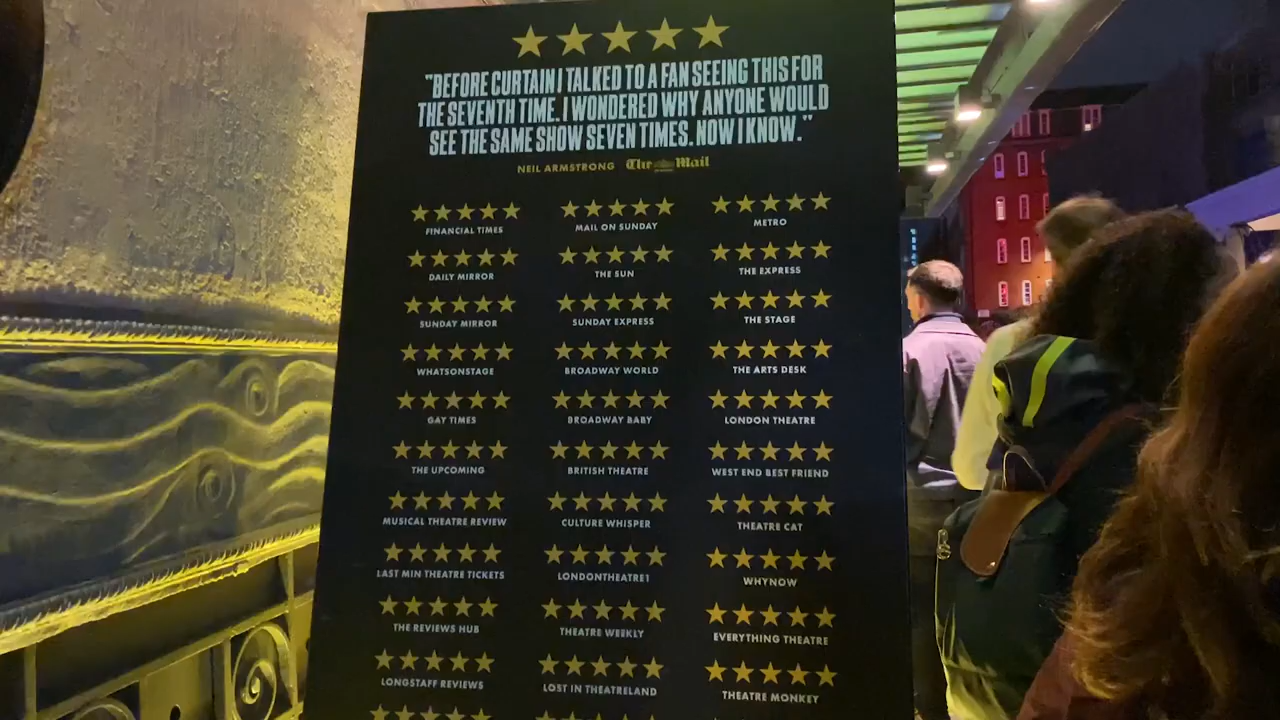 "BEFORE CURTAIN I TALKED TO A FAN SEEING THIS FOR
THE SEVENTH TIME. I WONDERED WHY ANYONE WOULD
SEE THE SAME SHOW SEVEN TIMES. NOW I KNOW."
NEIL ARMSTRONG The Mail
FINANCIAL TIMES MAIL ON SUNDAY METRO
DAILY MIRROR THE SUN THE EXPRESS
SUNDAY MIRROR SUNDAY EXPRESS THE STAGE
WHATSONSTAGE BROADWAY WORLD THE ARTS DESK
GAY TIMES BROADWAY BABY LONDON THEATRE
THE UPCOMING BRITISH THEATRE WEST END BEST FRIEND
MUSICAL THEATRE REVIEW CULTURE WHISPER THEATRE CAT
LAST MIN THEATRE TICKETS LONDONTHEATRE1 WHYNOW
THE REVIEWS HUB THEATRE WEEKLY EVERYTHING THEATRE
LONGSTAFF REVIEWS LOST IN THEATRELAND THEATRE MONKEY